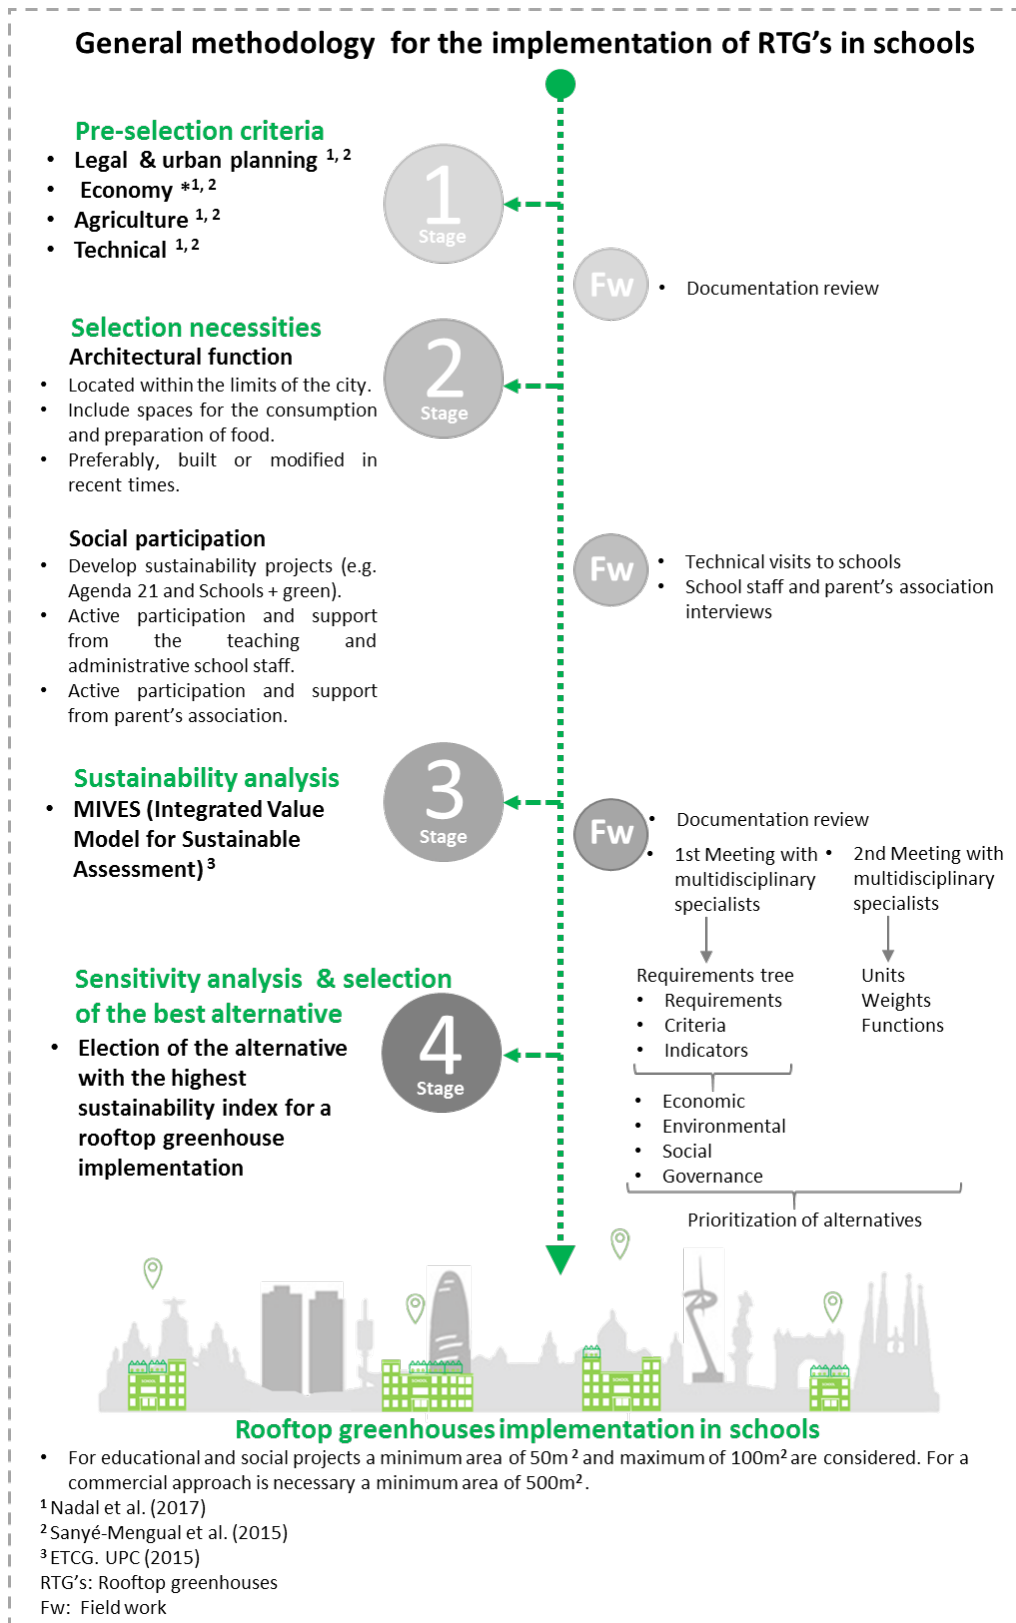 General methodology for the implementation of RTG's in schools
Pre-selection criteria
• Legal & urban planning 1, 2
• Economy *1, 2
• Agriculture 1, 2
• Technical 1, 2
1
Stage
Fw
• Documentation review
Selection necessities
Architectural function
• Located within the limits of the city.
• Include spaces for the consumption
and preparation of food.
• Preferably, built or modified in
recent times.
2
Stage
Social participation
• Develop sustainability projects (e.g.
Agenda 21 and Schools + green).
• Active participation and support
from the teaching and
administrative school staff.
• Active participation and support
from parent's association.
Fw
• Technical visits to schools
• School staff and parent's association
interviews
Sustainability analysis
• MIVES (Integrated Value
Model for Sustainable
Assessment) 3
3
Stage
Fw
• Documentation review
• 1st Meeting with
multidisciplinary
specialists
• 2nd Meeting with
multidisciplinary
specialists
Requirements tree
• Requirements
• Criteria
• Indicators
Units
Weights
Functions
• Economic
• Environmental
• Social
• Governance
Prioritization of alternatives
Sensitivity analysis & selection
of the best alternative
• Election of the alternative
with the highest
sustainability index for a
rooftop greenhouse
implementation
4
Stage
Rooftop greenhouses implementation in schools
• For educational and social projects a minimum area of 50m² and maximum of 100m² are considered. For a
commercial approach is necessary a minimum area of 500m².
1 Nadal et al. (2017)
2 Sanyé-Mengual et al. (2015)
3 ETCG. UPC (2015)
RTG's: Rooftop greenhouses
Fw: Field work